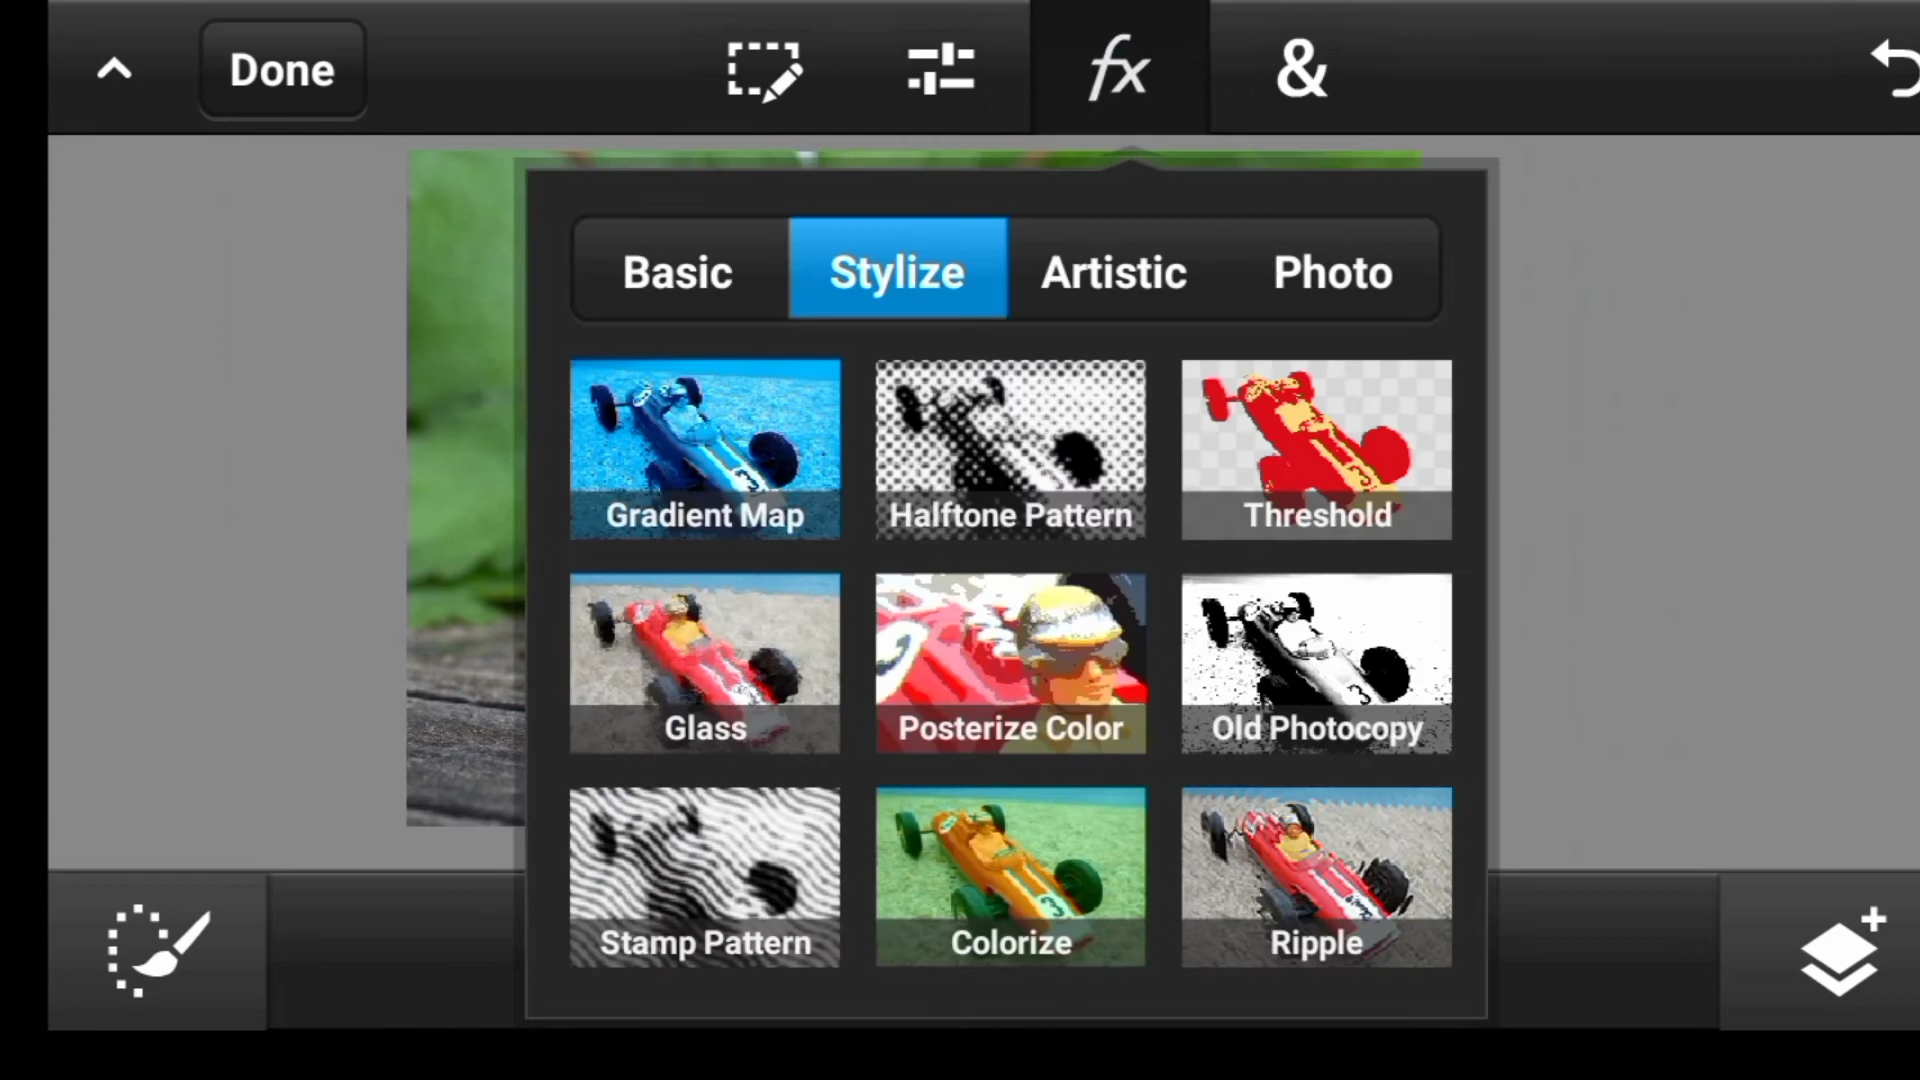 Done
fx
&
Basic
Stylize
Artistic
Photo
Gradient Map
Halftone Pattern
Threshold
Glass
Posterize Color
Old Photocopy
Stamp Pattern
Colorize
Ripple